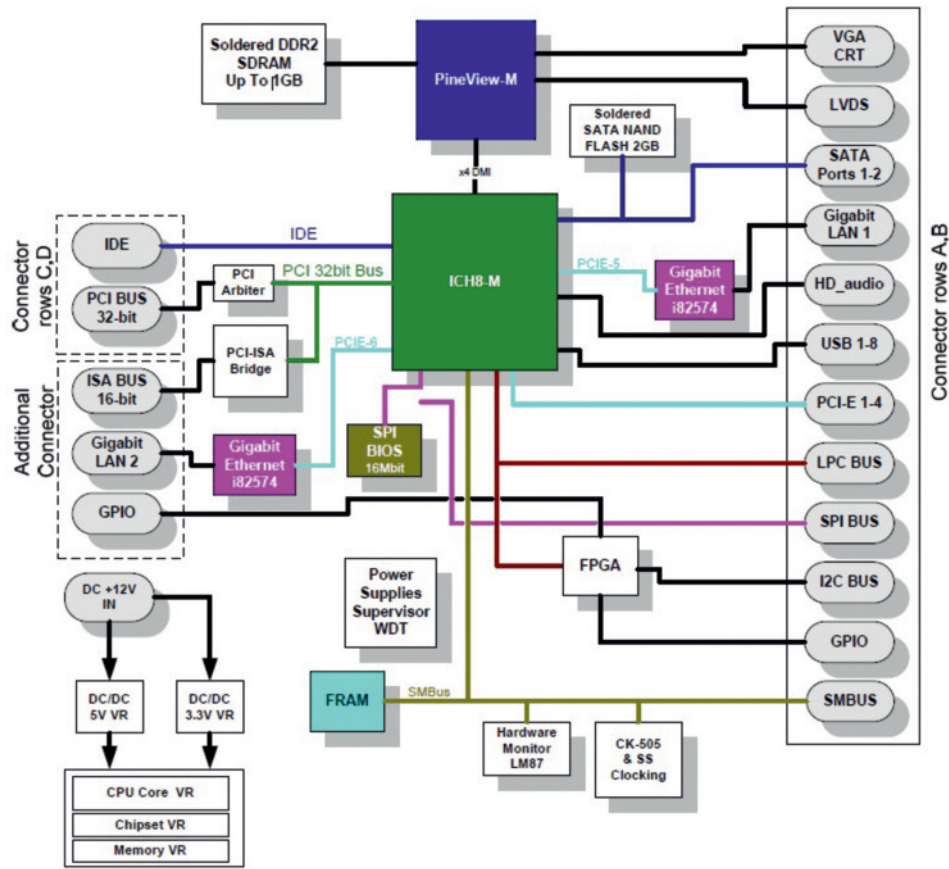 Soldered DDR2
SDRAM
Up To 1GB
PineView-M
VGA
CRT
LVDS
Soldered
SATA NAND
FLASH 2GB
SATA
Ports 1-2
x4 DMI
Gigabit
LAN 1
Connector
rows C,D
IDE
IDE
PCI BUS
32-bit
PCI
Arbiter
PCI 32bit Bus
ICH8-M
PCIE-5
Gigabit
Ethernet
i82574
HD_audio
USB 1-8
Connector rows A,B
PCIE-6
PCI-ISA
Bridge
Additional
Connector
ISA BUS
16-bit
PCI-E 1-4
Gigabit
LAN 2
Gigabit
Ethernet
i82574
SPI
BIOS
16Mbit
LPC BUS
GPIO
SPI BUS
FPGA
I2C BUS
DC +12V
IN
Power
Supplies
Supervisor
WDT
GPIO
DC/DC
5V VR
DC/DC
3.3V VR
FRAM
SMBus
SMBUS
Hardware
Monitor
LM87
CK-505
& SS
Clocking
CPU Core VR
Chipset VR
Memory VR